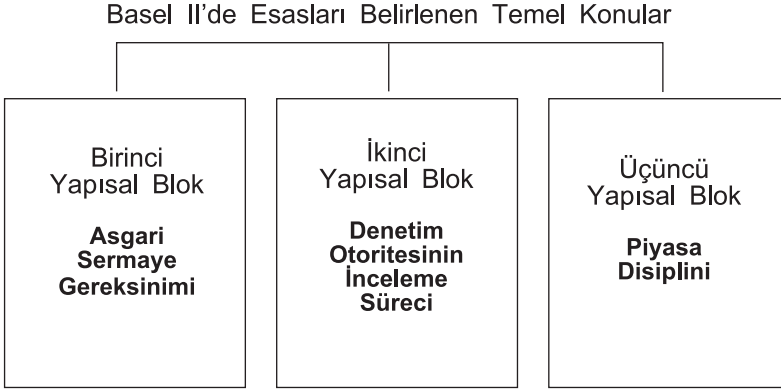 Basel II’de Esasları Belirlenen Temel Konular
Birinci
Yapısal Blok
Asgari
Sermaye
Gereksinimi
İkinci
Yapısal Blok
Denetim
Otoritesinin
İnceleme
Süreci
Üçüncü
Yapısal Blok
Piyasa
Disiplini